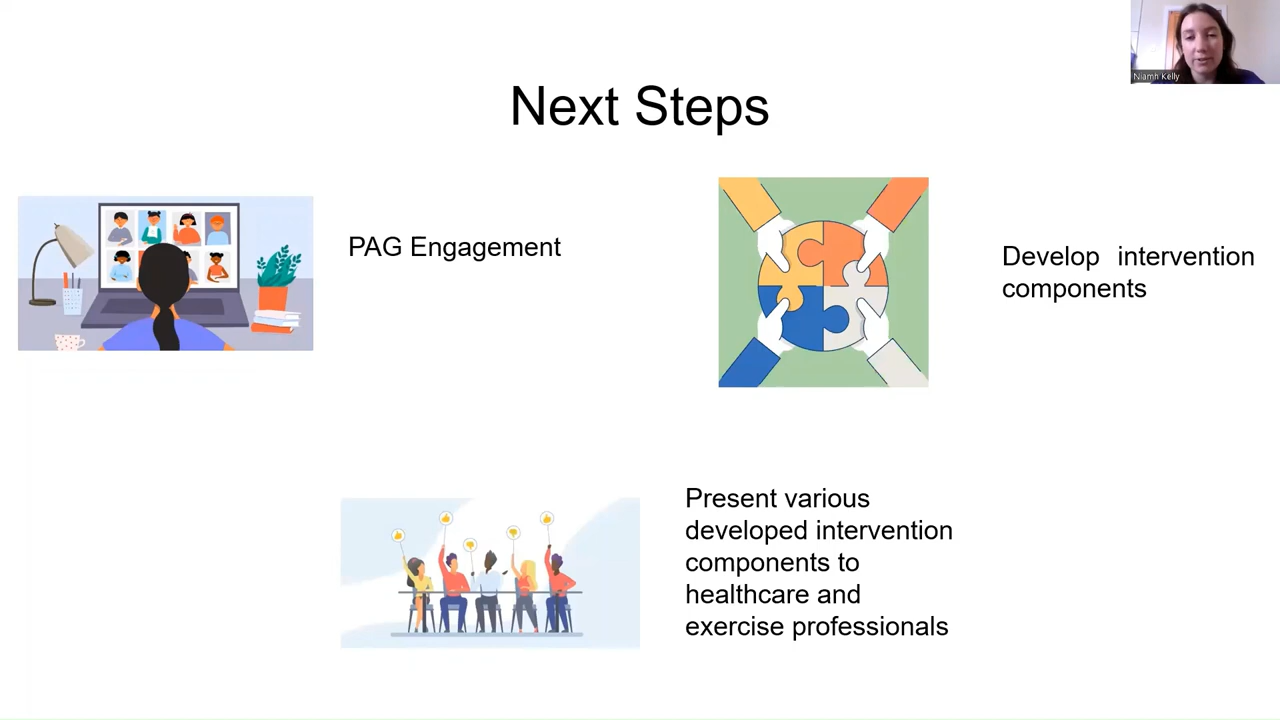 Niamh Kelly
Next Steps
PAG Engagement
Develop intervention
components
Present various
developed intervention
components to
healthcare and
exercise professionals